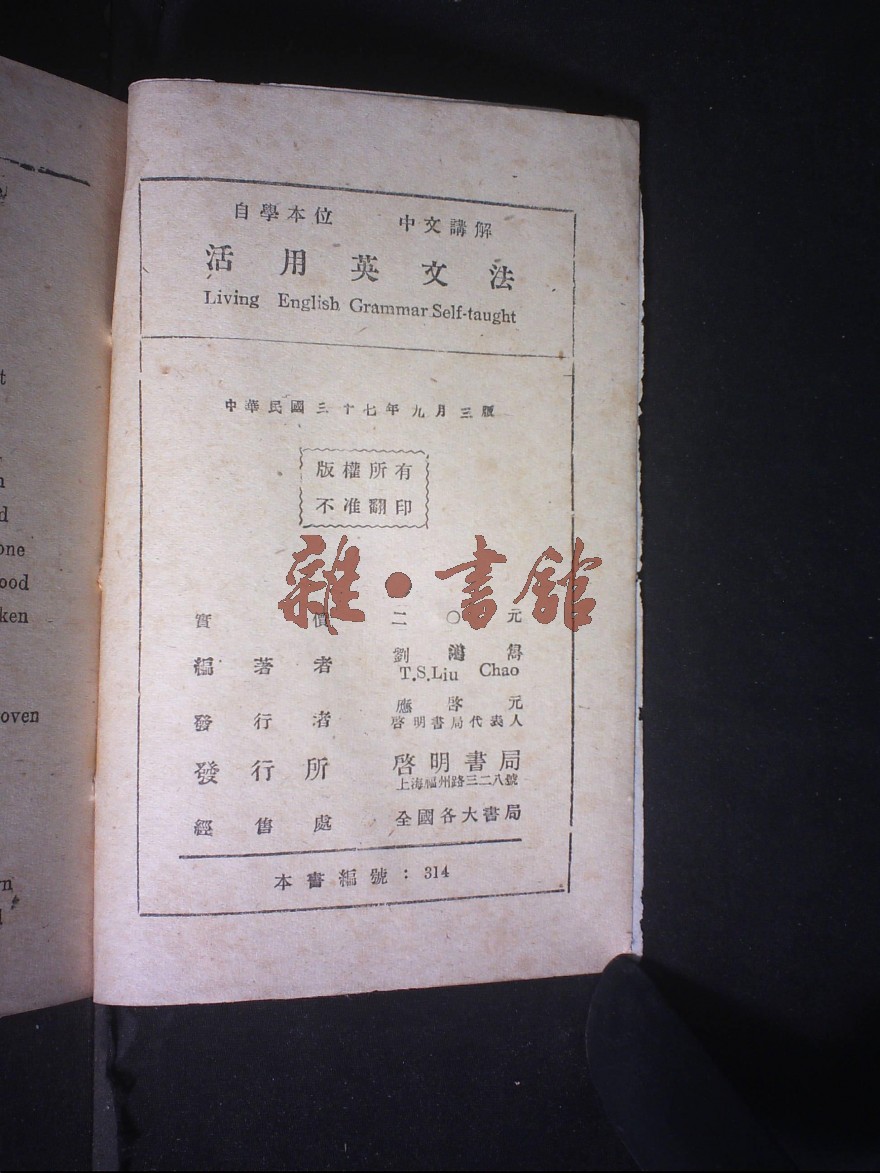 自學本位 中文講解
活用英文法
Living English Grammar Self-taught
中華民國三十七年九月三版
版權所有
不准翻印
雜·書館
實價 二〇元
編著者 劉鴻雋
T.S.Liu Chao
發行者 應啓元
啓明書局代表人
發行所 啓明書局
上海福州路三二八號
經售處 全國各大書局
本書編號：314
one
ood
ken
oven